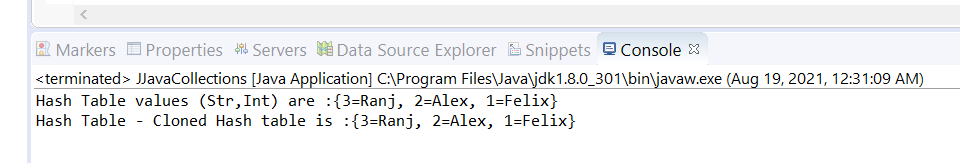 Markers Properties Servers Data Source Explorer Snippets Console
<terminated> JJavaCollections [Java Application] C:\Program Files\Java\jdk1.8.0_301\bin\javaw.exe (Aug 19, 2021, 12:31:09 AM)
Hash Table values (Str,Int) are :{3=Ranj, 2=Alex, 1=Felix}
Hash Table - Cloned Hash table is :{3=Ranj, 2=Alex, 1=Felix}